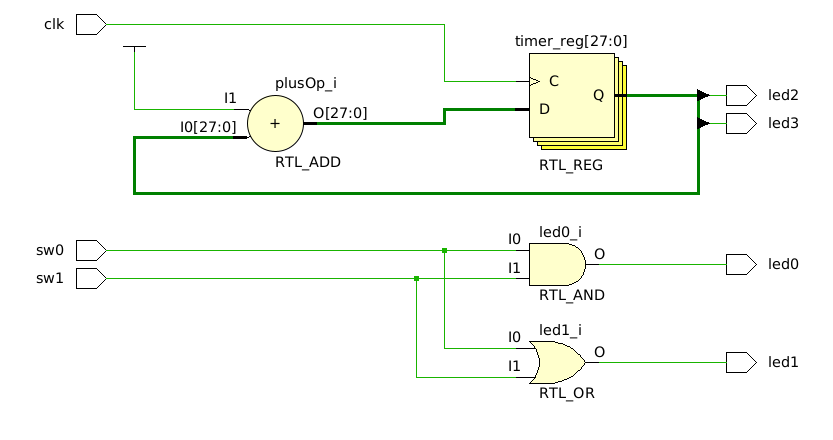 clk
timer_reg[27:0]
plusOp_i
C
I1
Q
led2
D
O[27:0]
led3
I0[27:0]
+
RTL_ADD
RTL_REG
led0_i
I0
sw0
O
led0
I1
sw1
RTL_AND
led1_i
I0
O
led1
I1
RTL_OR